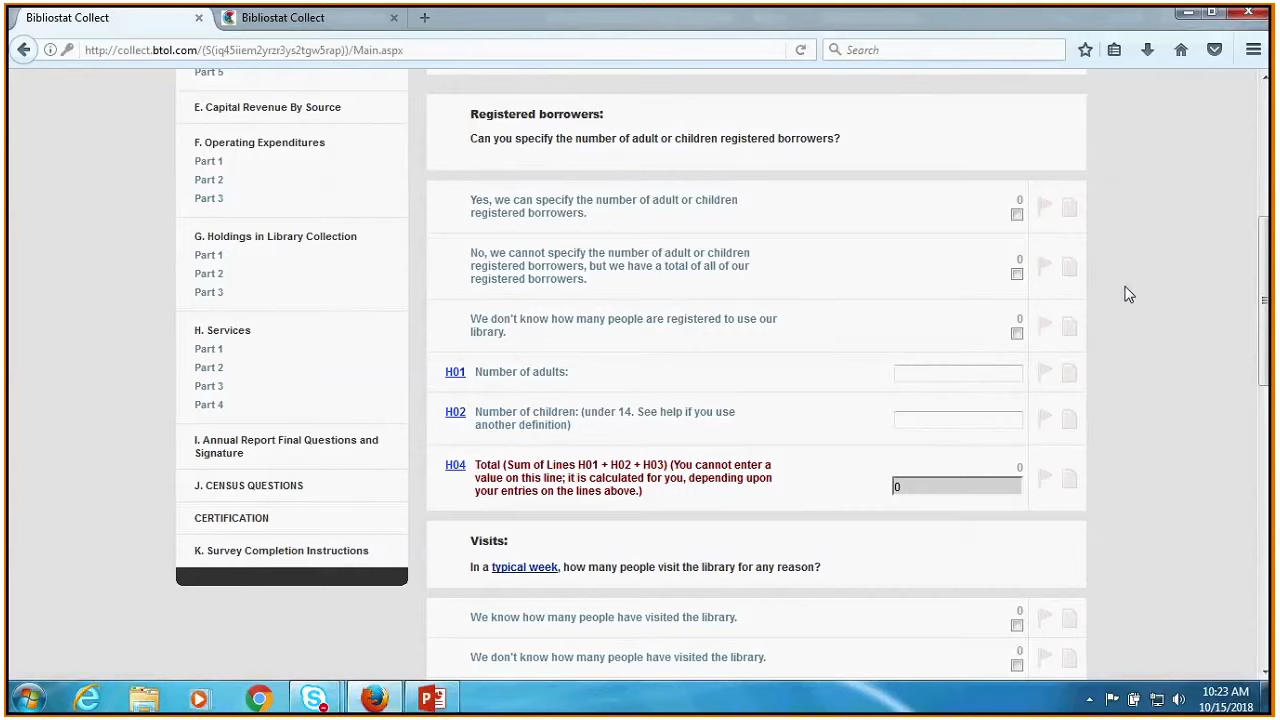 Bibliostat Collect
Bibliostat Collect
http://collect.btol.com/(S(iq45iiem2yrzr3ys2tgw5rap))/Main.aspx
Search
Part 5
E. Capital Revenue By Source
F. Operating Expenditures
Part 1
Part 2
Part 3
G. Holdings in Library Collection
Part 1
Part 2
Part 3
H. Services
Part 1
Part 2
Part 3
Part 4
I. Annual Report Final Questions and
Signature
J. CENSUS QUESTIONS
CERTIFICATION
K. Survey Completion Instructions
Registered borrowers:
Can you specify the number of adult or children registered borrowers?
Yes, we can specify the number of adult or children
registered borrowers.
0
No, we cannot specify the number of adult or children
registered borrowers, but we have a total of all of our
registered borrowers.
0
We don't know how many people are registered to use our
library.
0
H01 Number of adults:
H02 Number of children: (under 14. See help if you use
another definition)
H04 Total (Sum of Lines H01 + H02 + H03) (You cannot enter a
value on this line; it is calculated for you, depending upon
your entries on the lines above.)
0
0
Visits:
In a typical week, how many people visit the library for any reason?
We know how many people have visited the library.
0
We don't know how many people have visited the library.
0
10:23 AM
10/15/2018